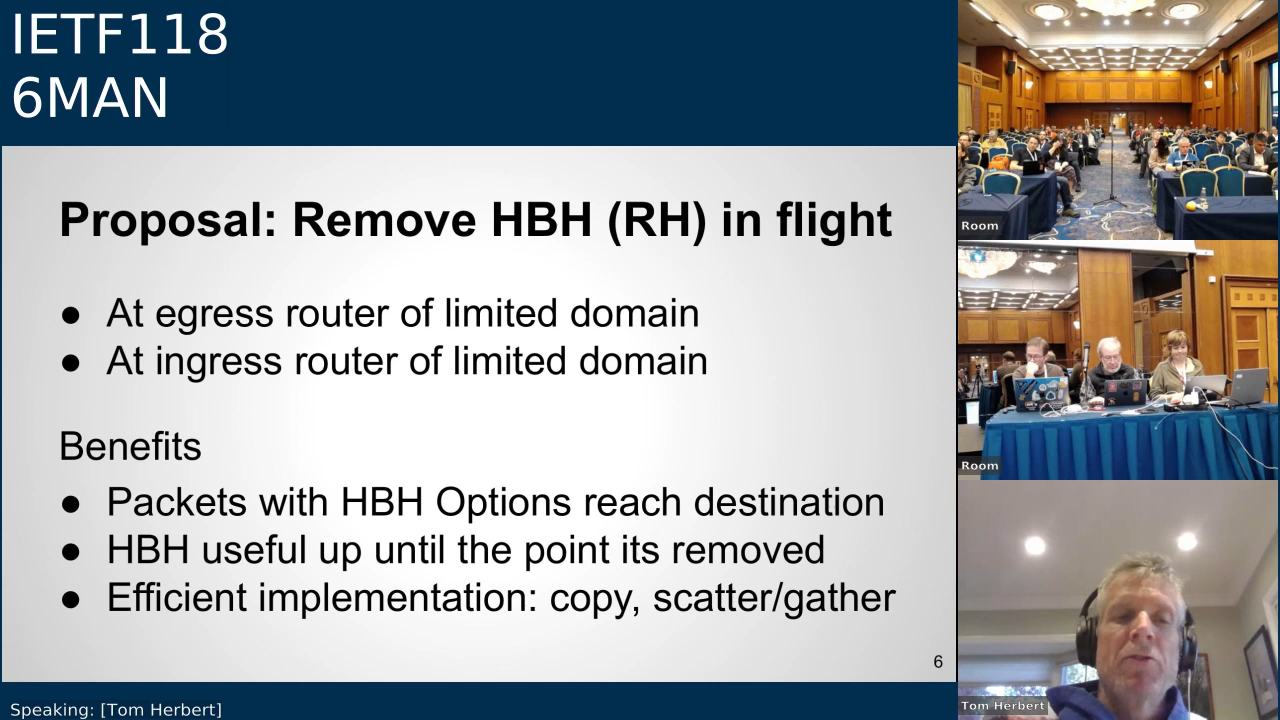 IETF118
6MAN
Proposal: Remove HBH (RH) in flight
● At egress router of limited domain
● At ingress router of limited domain
Benefits
● Packets with HBH Options reach destination
● HBH useful up until the point its removed
● Efficient implementation: copy, scatter/gather
6
Speaking: [Tom Herbert]
Room
Room
Tom Herbert